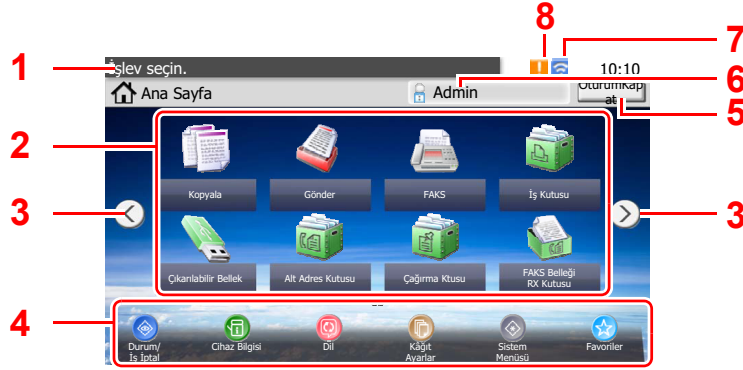 8
7
1
İşlev seçin.
10:10
Ana Sayfa
Admin
6
OturumKap
at
5
2
Kopyala
Gönder
FAKS
İş Kutusu
3
3
Çıkarılabilir Bellek
Alt Adres Kutusu
Çağırma Ktusu
FAKS Belleği
RX Kutusu
4
Durum/
İş İptal
Cihaz Bilgisi
Dil
Kâğıt
Ayarlar
Sistem
Menüsü
Favoriler